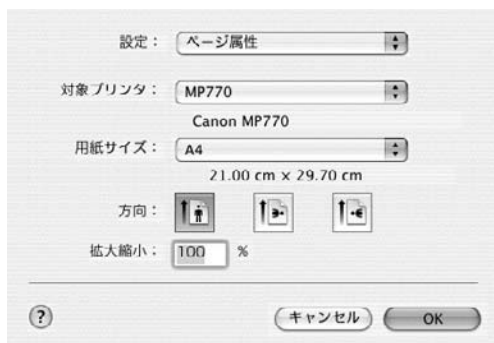 設定： ページ属性
対象プリンタ： MP770
Canon MP770
用紙サイズ： A4
21.00 cm × 29.70 cm
方向：
拡大縮小： 100 %
? キャンセル OK